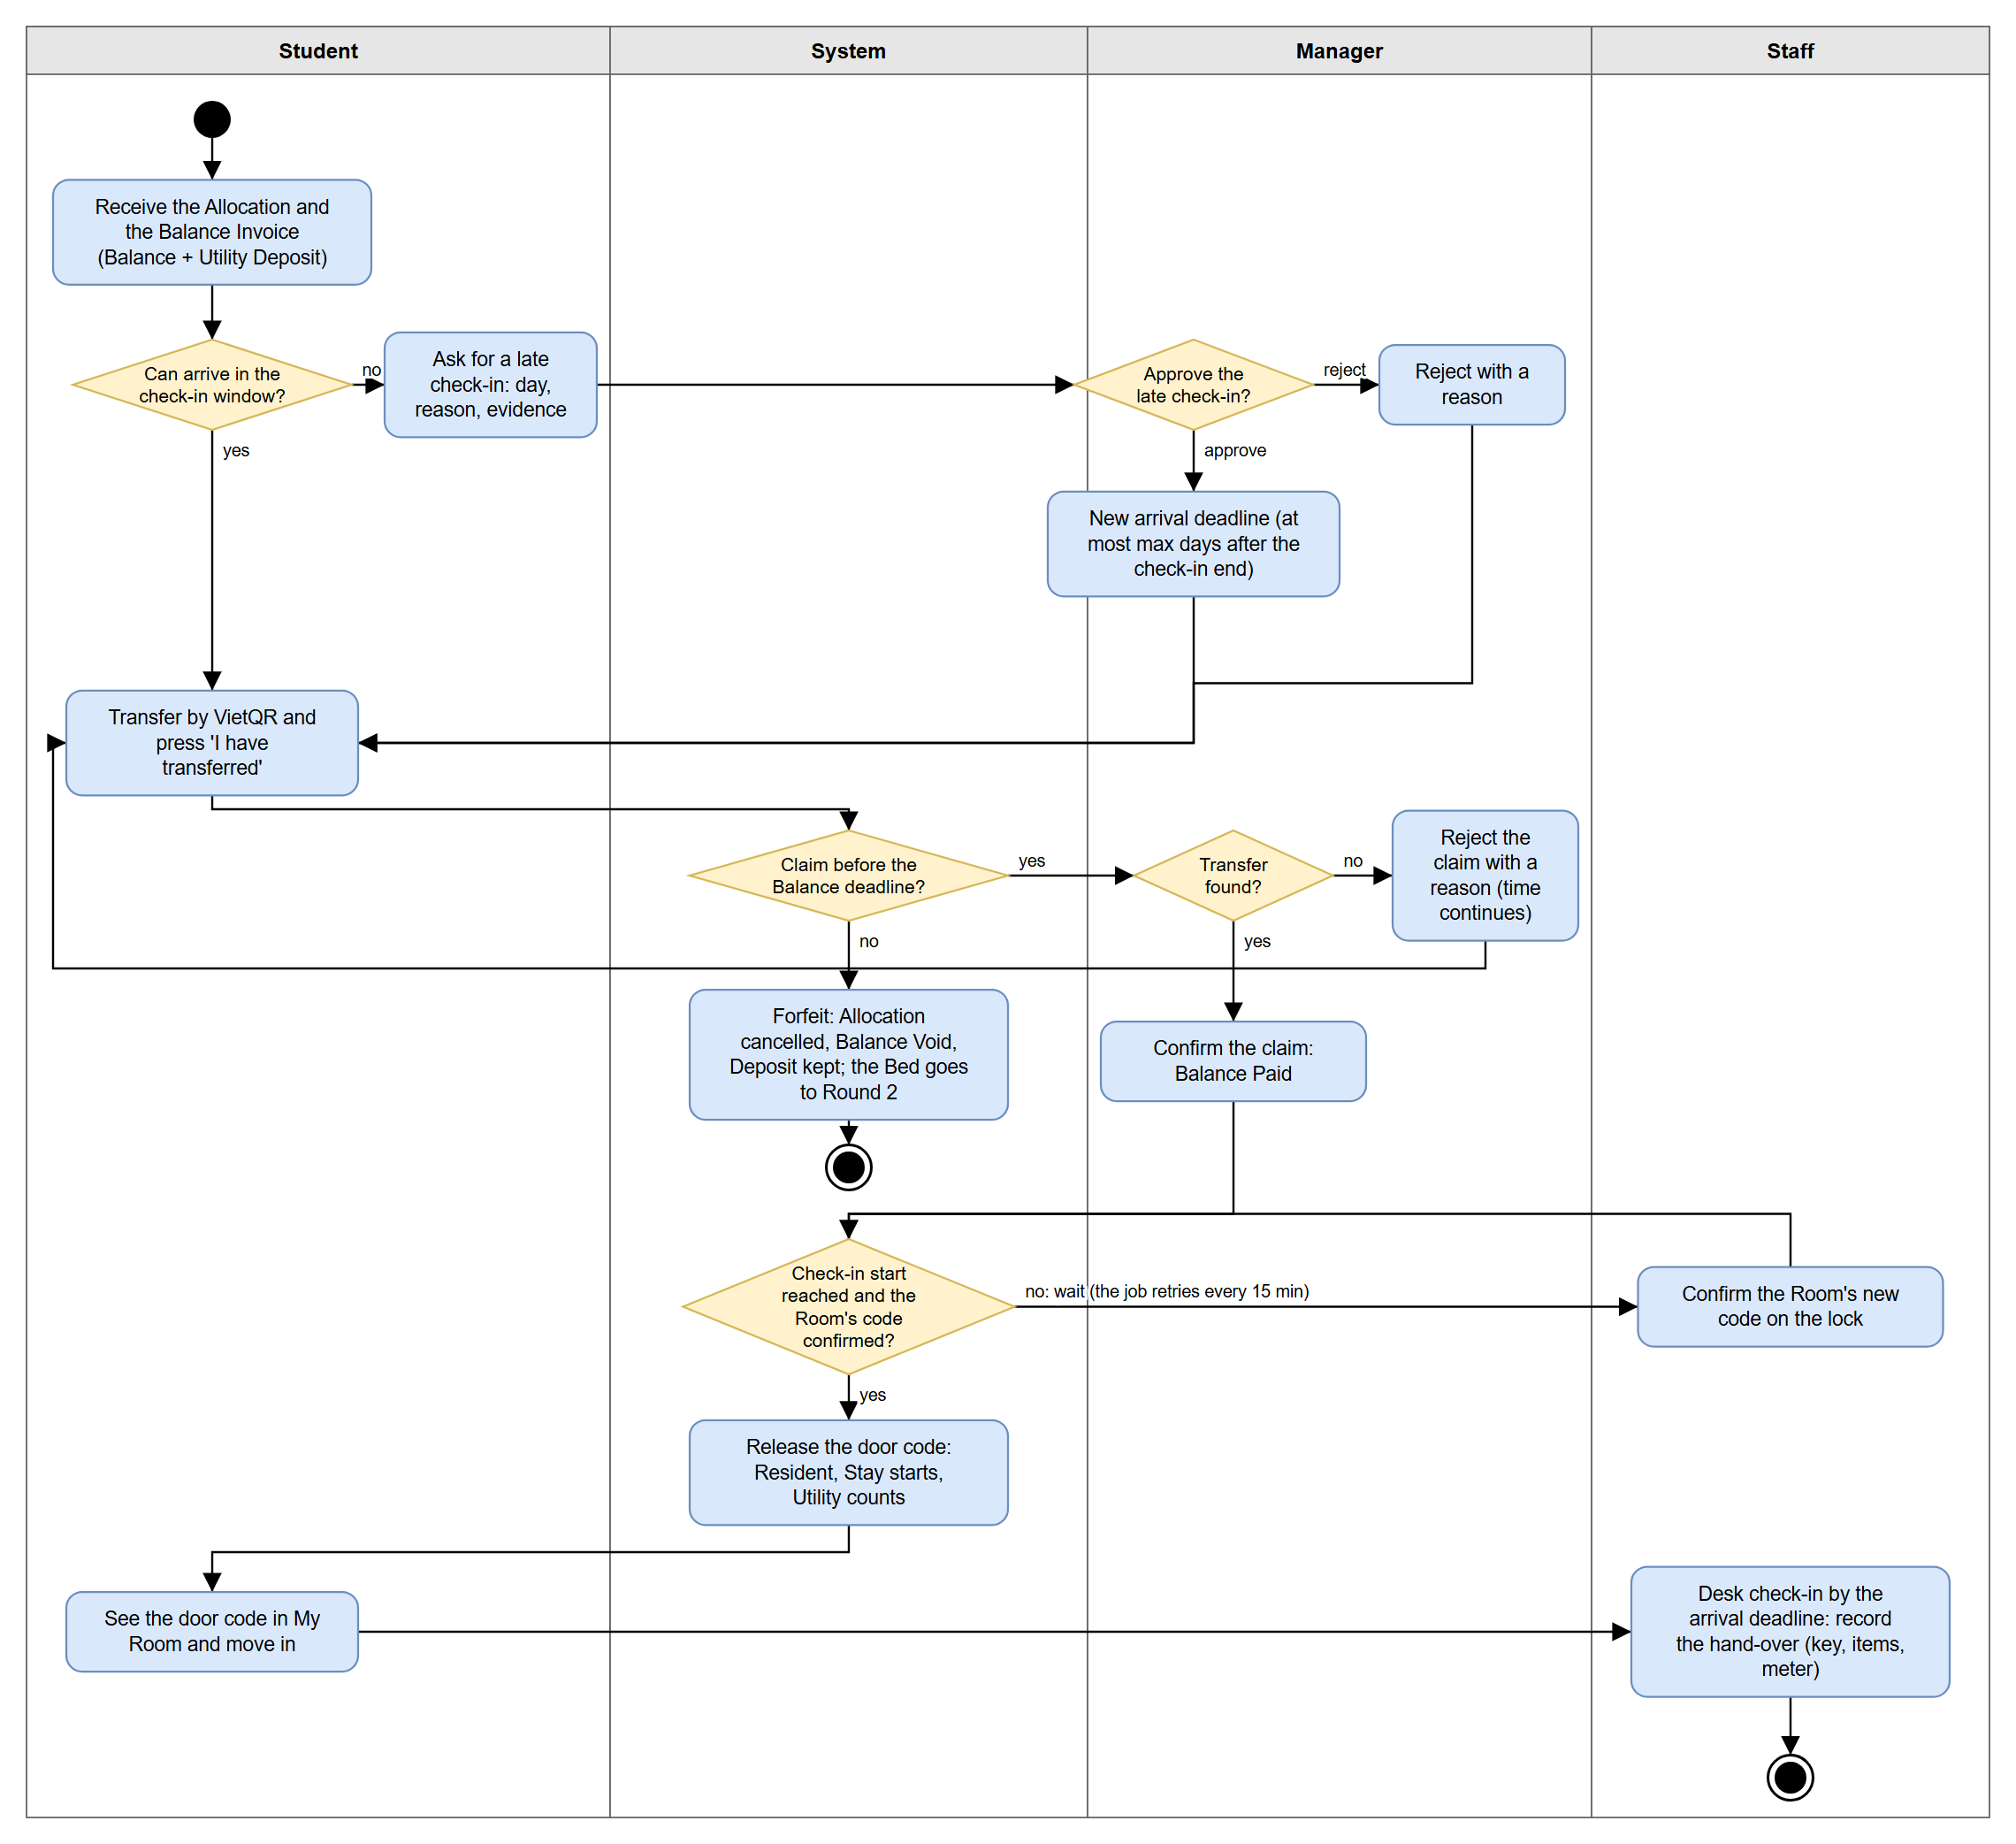 Student
System
Manager
Staff
Receive the Allocation and
the Balance Invoice
(Balance + Utility Deposit)
Can arrive in the
check-in window?
no
yes
Ask for a late
check-in: day,
reason, evidence
Approve the
late check-in?
reject
approve
Reject with a
reason
New arrival deadline (at
most max days after the
check-in end)
Transfer by VietQR and
press 'I have
transferred'
Claim before the
Balance deadline?
yes
no
Transfer
found?
no
yes
Reject the
claim with a
reason (time
continues)
Forfeit: Allocation
cancelled, Balance Void,
Deposit kept; the Bed goes
to Round 2
Confirm the claim:
Balance Paid
Check-in start
reached and the
Room's code
confirmed?
no: wait (the job retries every 15 min)
yes
Confirm the Room's new
code on the lock
Release the door code:
Resident, Stay starts,
Utility counts
See the door code in My
Room and move in
Desk check-in by the
arrival deadline: record
the hand-over (key, items,
meter)